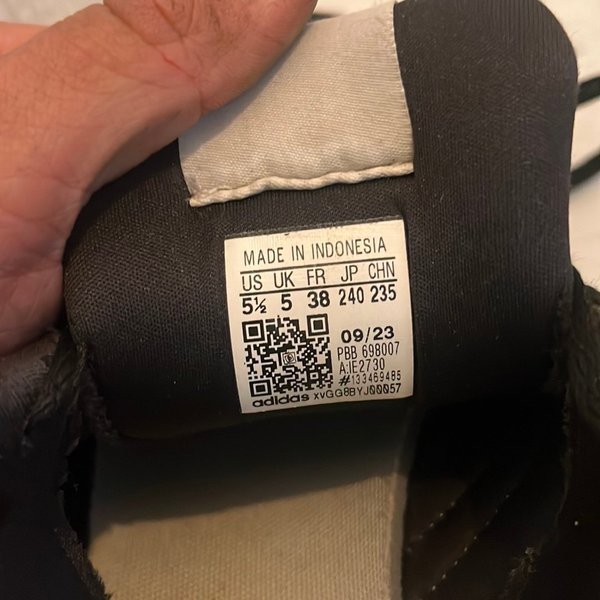 MADE IN INDONESIA
US UK FR JP CHN
5½ 5 38 240 235
09/23
PBB 698007
A:IE2730
#133469485
adidas xvGG8BYJ00057